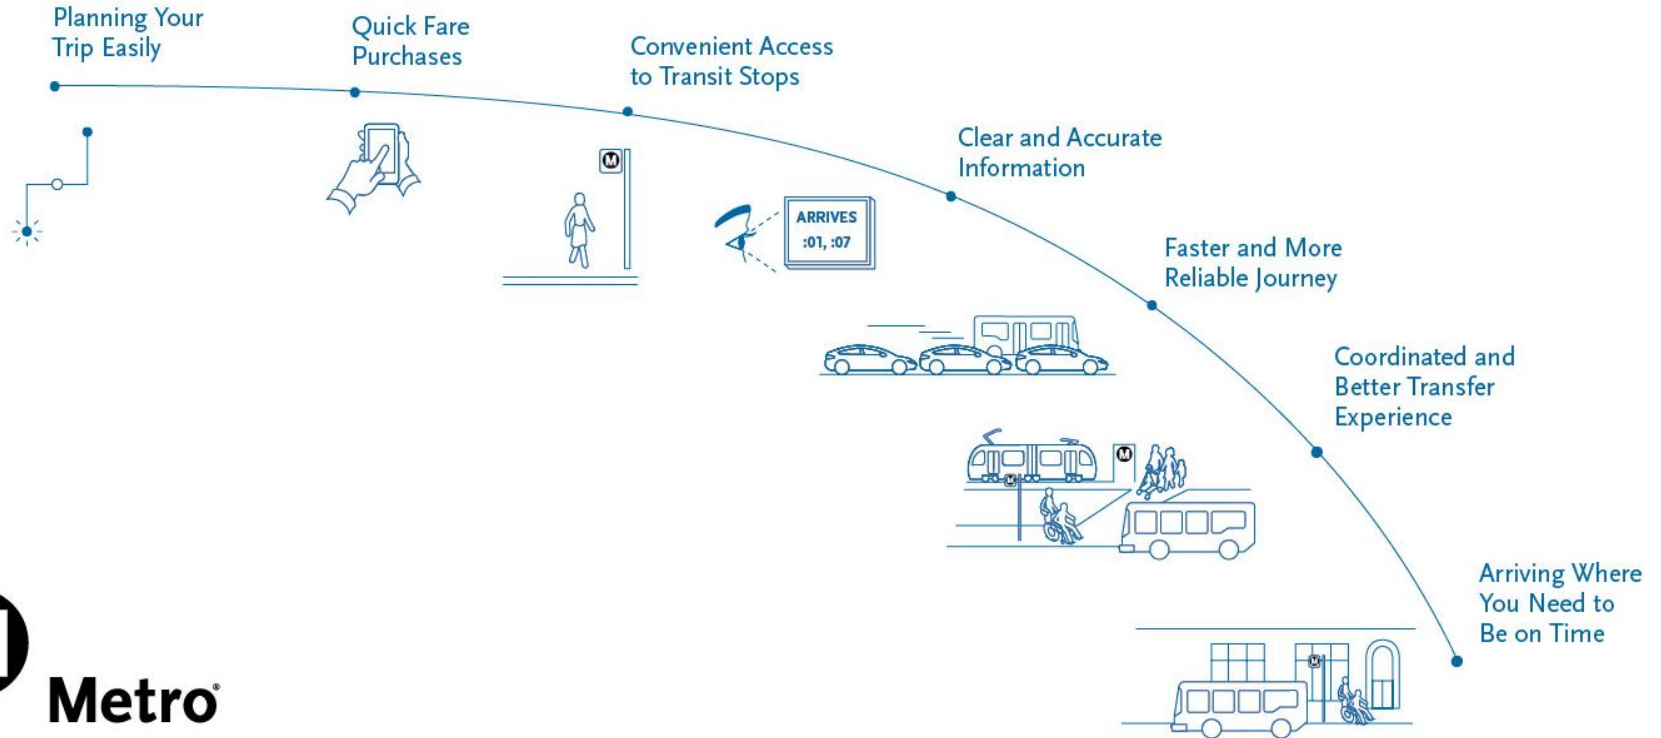 Planning Your
Trip Easily
Quick Fare
Purchases
Convenient Access
to Transit Stops
M
Clear and Accurate
Information
ARRIVES
:01, :07
Faster and More
Reliable Journey
Coordinated and
Better Transfer
Experience
M
M
Arriving Where
You Need to
Be on Time
M
Metro®